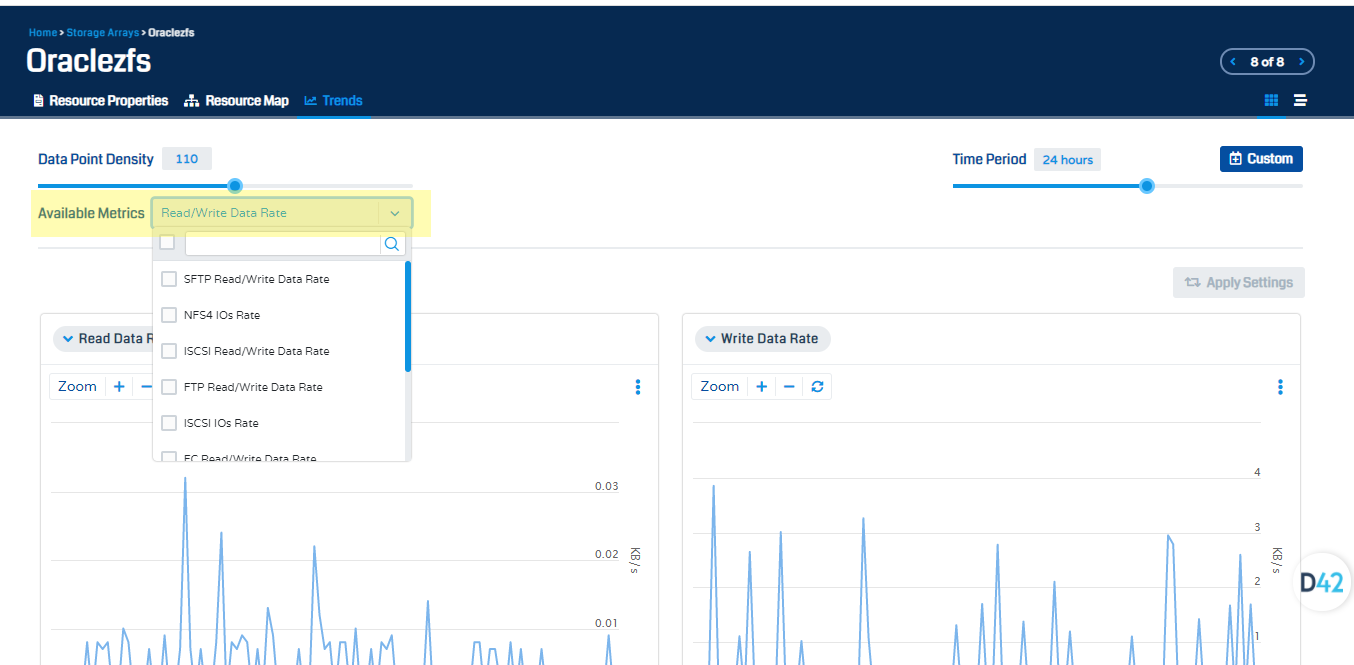 Home > Storage Arrays > Oraclezfs
Oraclezfs
< 8 of 8 >
Resource Properties Resource Map Trends
Data Point Density 110
Time Period 24 hours Custom
Available Metrics Read/Write Data Rate
SFTP Read/Write Data Rate
NFS4 IOs Rate
ISCSI Read/Write Data Rate
FTP Read/Write Data Rate
ISCSI IOs Rate
FC Read/Write Data Rate
Apply Settings
Read Data R
Zoom + −
0.03
0.02
0.01
KB/s
Write Data Rate
Zoom + −
4
3
2
1
KB/s
D42